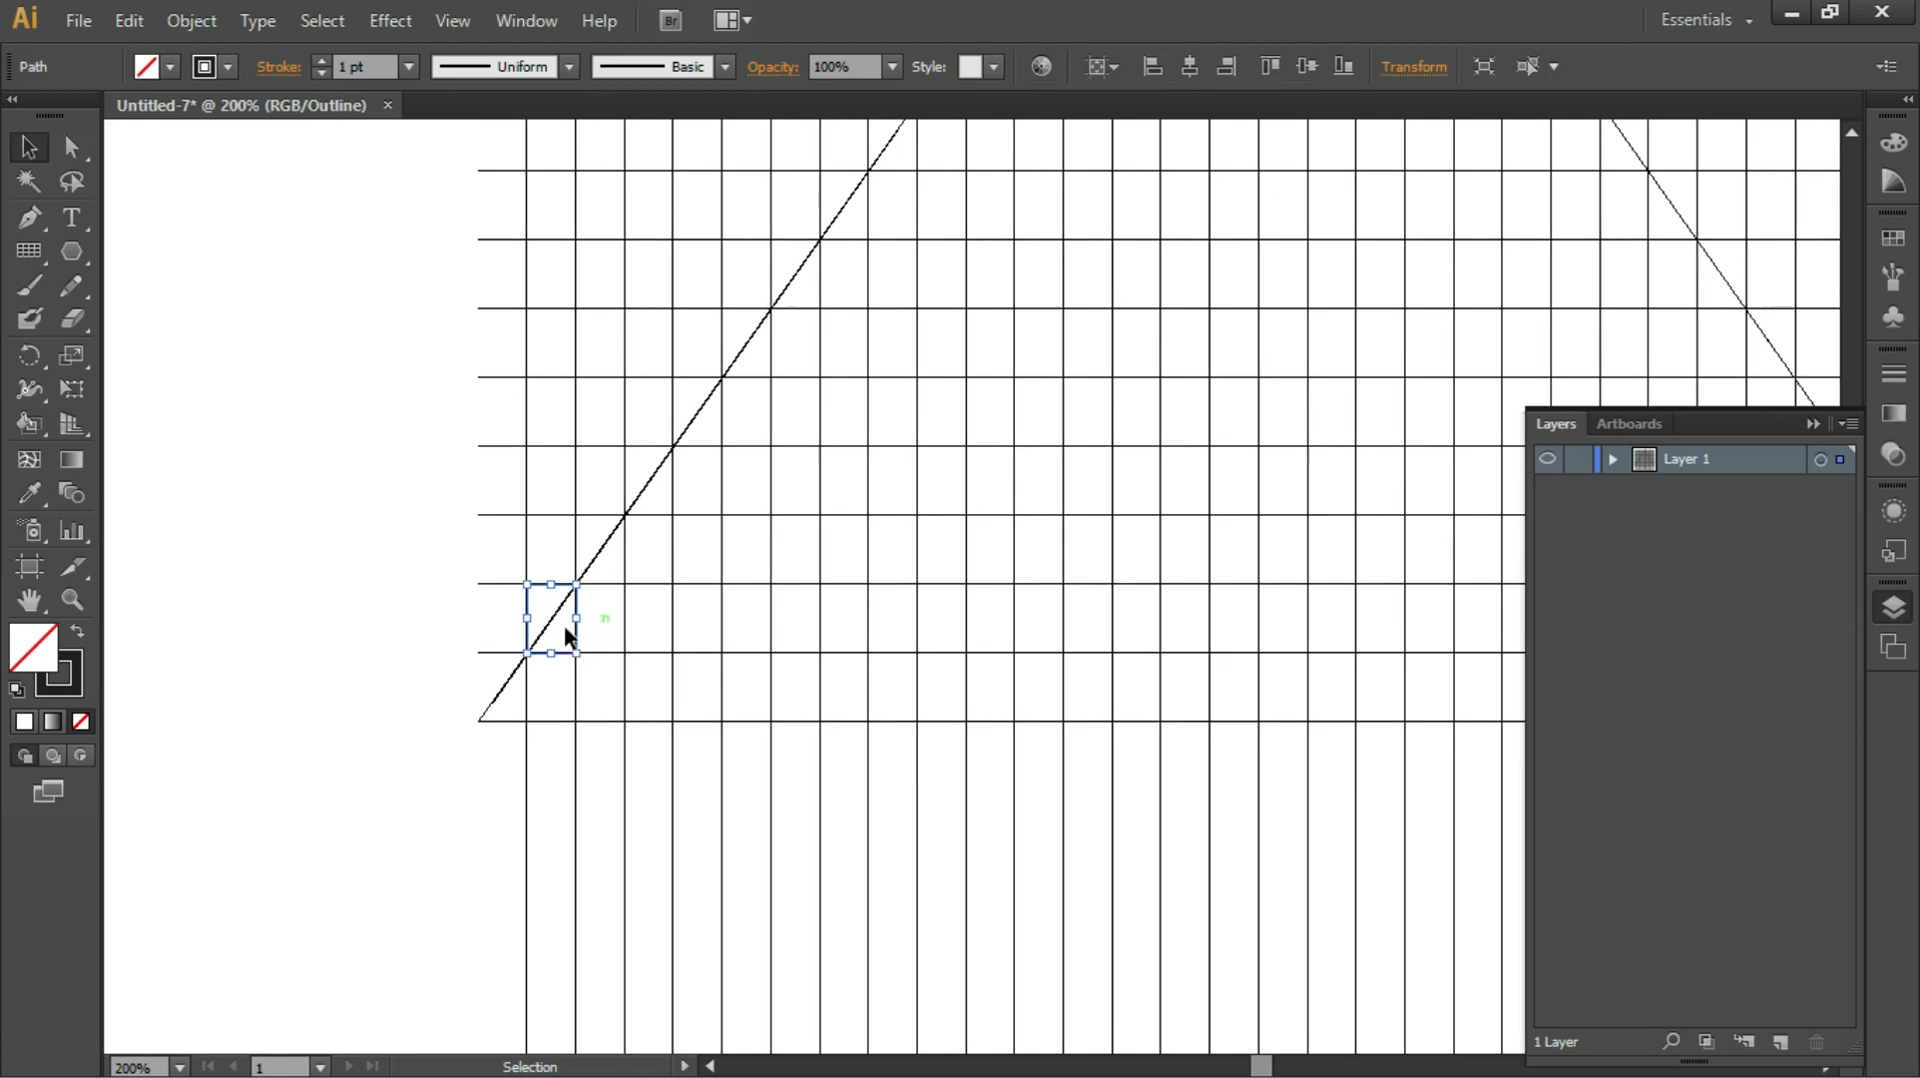 Ai File Edit Object Type Select Effect View Window Help Br Essentials
Path Stroke: 1 pt Uniform Basic Opacity: 100% Style: Transform
Untitled-7* @ 200% (RGB/Outline)
Layers Artboards
Layer 1
1 Layer
200% 1 Selection